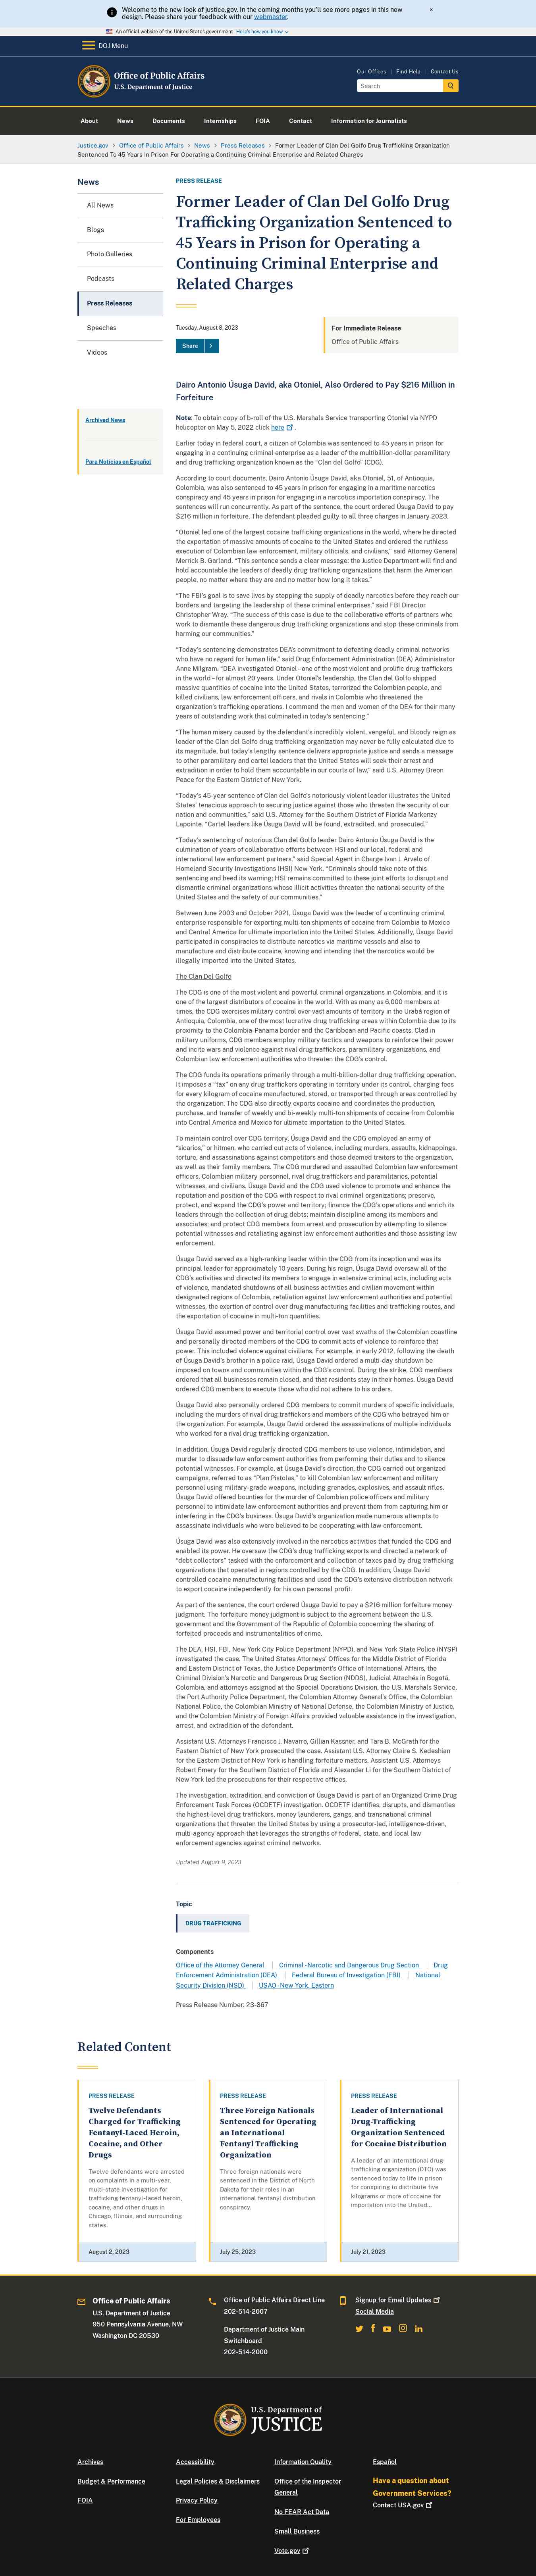 Welcome to the new look of justice.gov. In the coming months you'll see more pages in this new
design. Please share your feedback with our webmaster.
×
An official website of the United States government Here's how you know
DOJ Menu
Office of Public Affairs
U.S. Department of Justice
Our Offices Find Help Contact Us
Search
About News Documents Internships FOIA Contact Information for Journalists
Justice.gov > Office of Public Affairs > News > Press Releases > Former Leader of Clan Del Golfo Drug Trafficking Organization
Sentenced To 45 Years In Prison For Operating a Continuing Criminal Enterprise and Related Charges
News
All News
Blogs
Photo Galleries
Podcasts
Press Releases
Speeches
Videos
Archived News
Para Noticias en Español
PRESS RELEASE
Former Leader of Clan Del Golfo Drug
Trafficking Organization Sentenced to
45 Years in Prison for Operating a
Continuing Criminal Enterprise and
Related Charges
Tuesday, August 8, 2023
Share >
For Immediate Release
Office of Public Affairs
Dairo Antonio Úsuga David, aka Otoniel, Also Ordered to Pay $216 Million in
Forfeiture
Note: To obtain copy of b-roll of the U.S. Marshals Service transporting Otoniel via NYPD
helicopter on May 5, 2022 click here .
Earlier today in federal court, a citizen of Colombia was sentenced to 45 years in prison for
engaging in a continuing criminal enterprise as a leader of the multibillion-dollar paramilitary
and drug trafficking organization known as the "Clan del Golfo" (CDG).
According to court documents, Dairo Antonio Úsuga David, aka Otoniel, 51, of Antioquia,
Colombia, was also sentenced to 45 years in prison for engaging in a maritime narcotics
conspiracy and 45 years in prison for engaging in a narcotics importation conspiracy. The
sentences will run concurrently. As part of the sentence, the court ordered Úsuga David to pay
$216 million in forfeiture. The defendant pleaded guilty to all three charges in January 2023.
"Otoniel led one of the largest cocaine trafficking organizations in the world, where he directed
the exportation of massive amounts of cocaine to the United States and ordered the ruthless
execution of Colombian law enforcement, military officials, and civilians," said Attorney General
Merrick B. Garland. "This sentence sends a clear message: the Justice Department will find and
hold accountable the leaders of deadly drug trafficking organizations that harm the American
people, no matter where they are and no matter how long it takes."
"The FBI's goal is to save lives by stopping the supply of deadly narcotics before they reach our
borders and targeting the leadership of these criminal enterprises," said FBI Director
Christopher Wray. "The success of this case is due to the collaborative and unwavering efforts
of our law enforcement partners to shut down drug pipelines and stop these crimes from
permeating our communities."
"Today's sentencing demonstrates DEA's commitment to defeating deadly criminal networks
who have no regard for human life," said Drug Enforcement Administration (DEA) Administrator
Anne Milgram. "DEA investigated Otoniel – one of the most violent and prolific drug traffickers
in the world – for almost 20 years. Under Otoniel's leadership, the Clan del Golfo shipped
massive quantities of cocaine into the United States, terrorized the Colombian people, and
killed civilians, law enforcement officers, and rivals in Colombia who threatened the
organization's power. I commend the men and women of the DEA for their many years of
outstanding work that culminated in today's sentencing."
"The human misery caused by the defendant's incredibly violent, vengeful, and bloody reign as
leader of the Clan del Golfo drug trafficking organization may never be fully calculated due to its
magnitude, but today's lengthy sentence delivers appropriate justice and sends a message to
other paramilitary and cartel leaders that the United States will seek their arrest and
extradition in order to hold them accountable in our courts of law," said U.S. Attorney Breon
Peace for the Eastern District of New York.
"Today's 45-year sentence of Clan del Golfo's notoriously violent leader illustrates the United
States' tenacious approach to securing justice against those who threaten the security of our
nation and our communities," said U.S. Attorney for the Southern District of Florida Markenzy
Lapointe. "Cartel leaders like Úsuga David will be found, extradited, and prosecuted."
"Today's sentencing of notorious Clan del Golfo leader Dairo Antonio Úsuga David is the
culmination of years of collaborative efforts between HSI and our local, federal and
international law enforcement partners," said Special Agent in Charge Ivan J. Arvelo of
Homeland Security Investigations (HSI) New York. "Criminals should take note of this
sentencing and heed its warning; HSI remains committed to our joint efforts to disrupt and
dismantle criminal organizations whose illicit activities threaten the national security of the
United States and the safety of our communities."
Between June 2003 and October 2021, Úsuga David was the leader of a continuing criminal
enterprise responsible for exporting multi-ton shipments of cocaine from Colombia to Mexico
and Central America for ultimate importation into the United States. Additionally, Úsuga David
participated in conspiracies to distribute narcotics via maritime vessels and also to
manufacture and distribute cocaine, knowing and intending that the narcotics would be
illegally imported into the United States.
The Clan Del Golfo
The CDG is one of the most violent and powerful criminal organizations in Colombia, and it is
one of the largest distributors of cocaine in the world. With as many as 6,000 members at
times, the CDG exercises military control over vast amounts of territory in the Urabá region of
Antioquia, Colombia, one of the most lucrative drug trafficking areas within Colombia due to its
proximity to the Colombia-Panama border and the Caribbean and Pacific coasts. Clad in
military uniforms, CDG members employ military tactics and weapons to reinforce their power
and incite wars and violence against rival drug traffickers, paramilitary organizations, and
Colombian law enforcement authorities who threaten the CDG's control.
The CDG funds its operations primarily through a multi-billion-dollar drug trafficking operation.
It imposes a "tax" on any drug traffickers operating in territory under its control, charging fees
for every kilogram of cocaine manufactured, stored, or transported through areas controlled by
the organization. The CDG also directly exports cocaine and coordinates the production,
purchase, and transfer of weekly and bi-weekly multi-ton shipments of cocaine from Colombia
into Central America and Mexico for ultimate importation to the United States.
To maintain control over CDG territory, Úsuga David and the CDG employed an army of
"sicarios," or hitmen, who carried out acts of violence, including murders, assaults, kidnappings,
torture, and assassinations against competitors and those deemed traitors to the organization,
as well as their family members. The CDG murdered and assaulted Colombian law enforcement
officers, Colombian military personnel, rival drug traffickers and paramilitaries, potential
witnesses, and civilians. Úsuga David and the CDG used violence to promote and enhance the
reputation and position of the CDG with respect to rival criminal organizations; preserve,
protect, and expand the CDG's power and territory; finance the CDG's operations and enrich its
leaders through the collection of drug debts; maintain discipline among its members and
associates; and protect CDG members from arrest and prosecution by silencing potential
witnesses and retaliating against law enforcement and anyone who provided assistance to law
enforcement.
Úsuga David served as a high-ranking leader within the CDG from its inception and was its
principal leader for approximately 10 years. During his reign, Úsuga David oversaw all of the
CDG's activities and directed its members to engage in extensive criminal activity, including acts
of violence, mandated shutdowns of all business activities and civilian movement in areas
controlled by his cartel, retaliation against law enforcement authorities and potential
witnesses, and imposition of order over drug manufacturing facilities and trafficking routes, and
the exportation of cocaine in multi-ton quantities.
Úsuga David exercised authority and territorial control over vast swaths of the Colombian coastline
and personally directed members of the CDG to commit violence, and sought revenge against
his enemies and Colombian authorities. For example, in early 2012, following the death
of Úsuga David's brother in a police raid, Úsuga David ordered a multi-day shutdown be
imposed on towns and communities within the CDG's control. During the strike, CDG members
ordered that all businesses remain closed, and that residents stay in their homes. Úsuga David
ordered CDG members to execute those who did not adhere to his orders.
Úsuga David also personally ordered CDG members to commit murders of specific individuals,
including the murders of rival drug traffickers and members of the CDG who betrayed him or
the organization. For example, Úsuga David ordered the assassinations of multiple individuals
who worked for a rival drug trafficker.
In addition, Úsuga David regularly directed CDG members to use violence, intimidation, and
murder to dissuade law enforcement authorities from pursuing and capturing him and potential
witnesses. For example, at Úsuga David's direction, the CDG carried out organized
campaigns, referred to as "Plan Pistolas," to kill Colombian law enforcement and military
personnel using military-grade weapons, including grenades, explosives, and assault rifles.
Úsuga David offered bounties for the murder of Colombian police officers and military
personnel to intimidate law enforcement authorities and prevent them from capturing him or
interfering in the CDG's business. Úsuga David's organization made numerous attempts to
assassinate individuals who were believed to be cooperating with law enforcement.
Úsuga David was also extensively involved in the narcotics activities that funded the CDG and
enabled its power. He oversaw the CDG's drug trafficking exports and directed a network of
"debt collectors" tasked with the enforcement and collection of taxes paid by drug trafficking
organizations that operated in regions controlled by the CDG. In addition, Úsuga David
controlled cocaine manufacturing facilities and used the CDG's extensive distribution network
to export cocaine independently for his own personal profit.
As part of the sentence, the court ordered Úsuga David to pay a $216 million forfeiture money
judgment. The forfeiture money judgment is subject to the agreement between the U.S.
government and the Government of the Republic of Colombia concerning the sharing of
forfeited proceeds and instrumentalities of crime.
The DEA, HSI, FBI, New York City Police Department (NYPD), and New York State Police (NYSP)
investigated the case. The United States Attorneys' Offices for the Middle District of Florida
and Eastern District of Texas, the Justice Department's Office of International Affairs, the
Criminal Division's Narcotic and Dangerous Drug Section (NDDS), Judicial Attachés in Bogotá,
Colombia, and attorneys assigned at the Special Operations Division, the U.S. Marshals Service,
the Port Authority Police Department, the Colombian Attorney General's Office, the Colombian
National Police, the Colombian Ministry of National Defense, the Colombian Ministry of Justice,
and the Colombian Ministry of Foreign Affairs provided significant assistance in the
investigation, arrest, and extradition of the defendant.
Assistant U.S. Attorneys Francisco J. Navarro, Gillian Kassner, and Tara B. McGrath for the
Eastern District of New York prosecuted the case. Assistant U.S. Attorney Claire S. Kedeshian
for the Eastern District of New York is handling forfeiture matters. Assistant U.S. Attorneys
Robert Emery for the Southern District of Florida and Alexander Li for the Southern District of
New York led the prosecutions for their respective offices.
The investigation, extradition, and conviction of Úsuga David is part of an Organized Crime Drug
Enforcement Task Forces (OCDETF) investigation. OCDETF identifies, disrupts, and dismantles
the highest-level drug traffickers, money launderers, gangs, and transnational criminal
organizations that threaten the United States by using a prosecutor-led, intelligence-driven,
multi-agency approach that leverages the strengths of federal, state, and local law
enforcement agencies against criminal networks.
Updated August 9, 2023
Topic
DRUG TRAFFICKING
Components
Office of the Attorney General Criminal - Narcotic and Dangerous Drug Section Drug
Enforcement Administration (DEA) Federal Bureau of Investigation (FBI) National
Security Division (NSD) USAO - New York, Eastern
Press Release Number: 23-867
Related Content
PRESS RELEASE
Twelve Defendants
Charged for Trafficking
Fentanyl-Laced Heroin,
Cocaine, and Other
Drugs
Twelve defendants were arrested
on complaints in a multi-year,
multi-state investigation for
trafficking fentanyl-laced heroin,
cocaine, and other drugs in
Chicago, Illinois, and surrounding
states.
August 2, 2023
PRESS RELEASE
Three Foreign Nationals
Sentenced for Operating
an International
Fentanyl Trafficking
Organization
Three foreign nationals were
sentenced in the District of North
Dakota for their roles in an
international fentanyl distribution
conspiracy.
July 25, 2023
PRESS RELEASE
Leader of International
Drug-Trafficking
Organization Sentenced
for Cocaine Distribution
A leader of an international drug-
trafficking organization (DTO) was
sentenced today to life in prison
for conspiring to distribute five
kilograms or more of cocaine for
importation into the United...
July 21, 2023
Office of Public Affairs
U.S. Department of Justice
950 Pennsylvania Avenue, NW
Washington DC 20530
Office of Public Affairs Direct Line
202-514-2007
Department of Justice Main
Switchboard
202-514-2000
Signup for Email Updates
Social Media
U.S. Department of
JUSTICE
Archives
Budget & Performance
FOIA
Accessibility
Legal Policies & Disclaimers
Privacy Policy
For Employees
Information Quality
Office of the Inspector
General
No FEAR Act Data
Small Business
Vote.gov
Español
Have a question about
Government Services?
Contact USA.gov